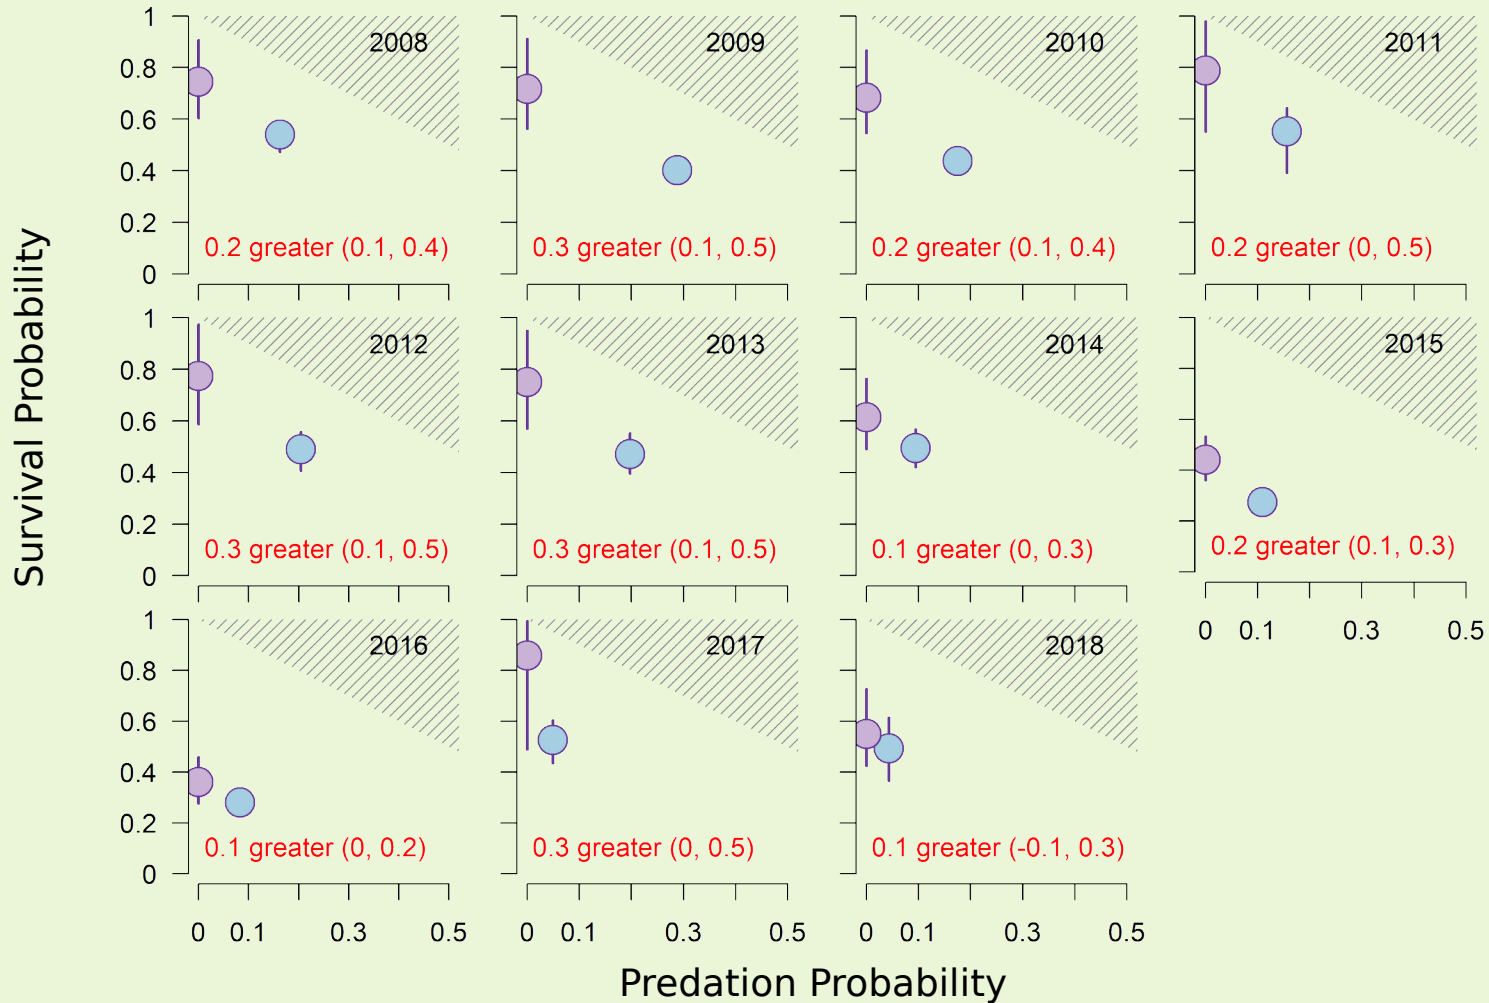 1
0.8
0.6
0.4
0.2
0
2008
0.2 greater (0.1, 0.4)
2009
0.3 greater (0.1, 0.5)
2010
0.2 greater (0.1, 0.4)
2011
0.2 greater (0, 0.5)
1
0.8
0.6
0.4
0.2
0
2012
0.3 greater (0.1, 0.5)
2013
0.3 greater (0.1, 0.5)
2014
0.1 greater (0, 0.3)
2015
0.2 greater (0.1, 0.3)
0 0.1 0.3 0.5
1
0.8
0.6
0.4
0.2
0
2016
0.1 greater (0, 0.2)
2017
0.3 greater (0, 0.5)
2018
0.1 greater (-0.1, 0.3)
0 0.1 0.3 0.5
0 0.1 0.3 0.5
0 0.1 0.3 0.5
Survival Probability
Predation Probability